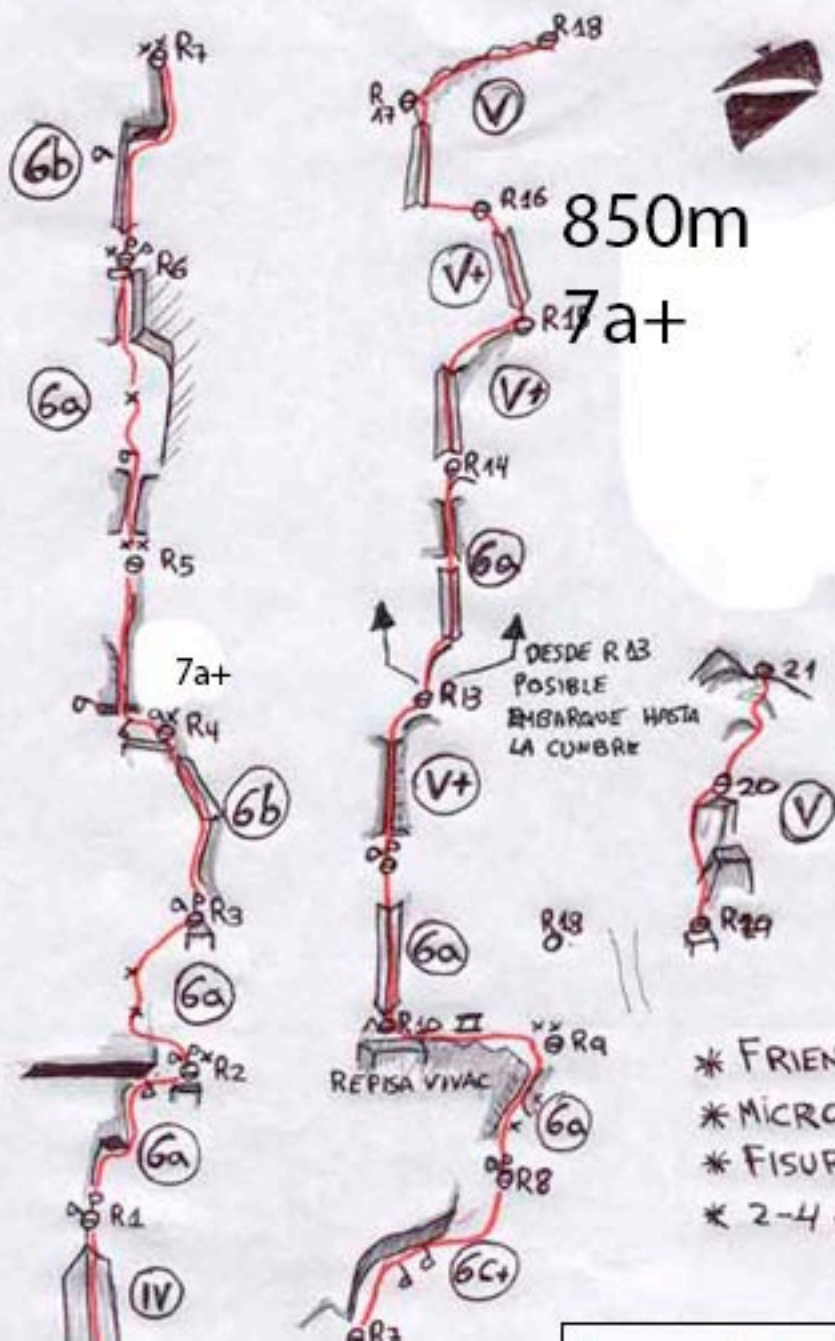 R7
6b
R6
6a
R5
7a+
R4
6b
R3
6a
R2
6a
R1
IV
R18
R
17
V
R16
850m
7a+
V+
R15
V+
R14
6a
DESDE R13
POSIBLE
EMBARQUE HASTA
LA CUMBRE
R13
V+
6a
R10 II
R9
REPISA VIVAC
6a
R8
6c+
R7
R18
21
20
V
R19
* FRIEN
* MICRO
* FISUR
* 2-4